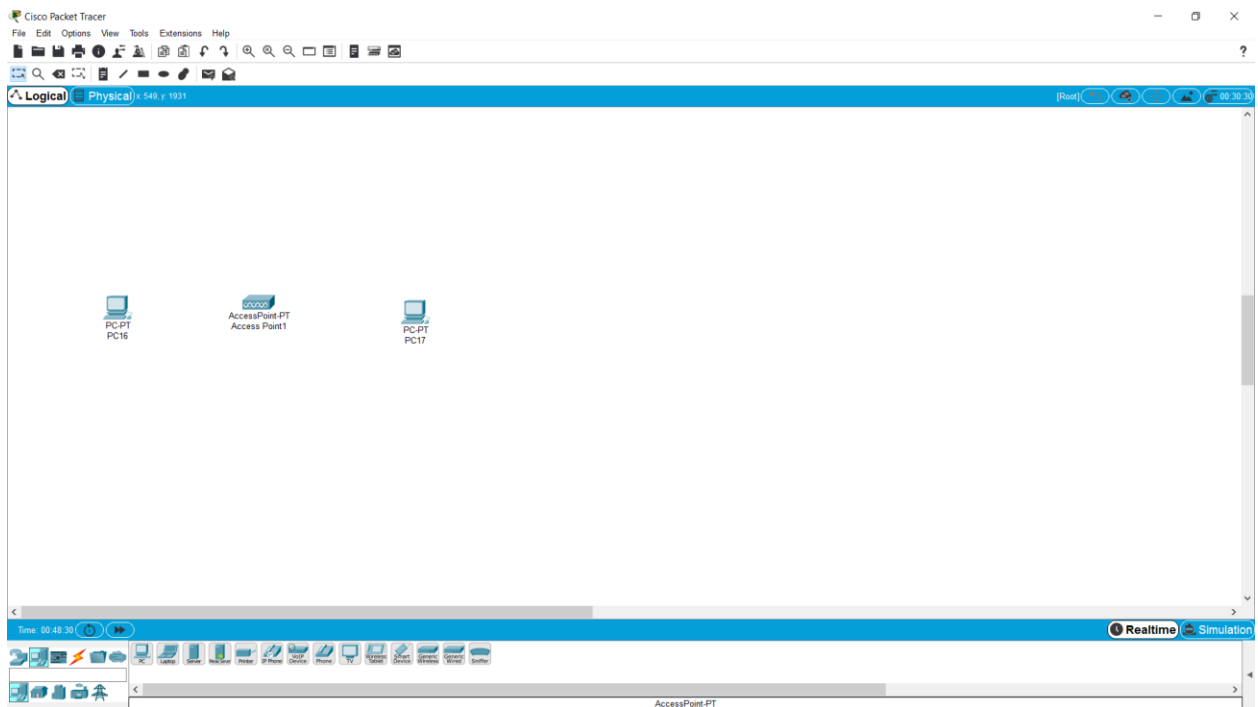 Cisco Packet Tracer
File Edit Options View Tools Extensions Help
?
Logical Physical x: 549, y: 1931 [Root] 00:30:30
PC-PT
PC16
AccessPoint-PT
Access Point1
PC-PT
PC17
Time: 00:48:30 Realtime Simulation
PC Laptop Server Printer IP Phone VoIP Device Phone TV Wireless Tablet Smart Device Generic Wireless Generic Wired Sniffer
AccessPoint-PT